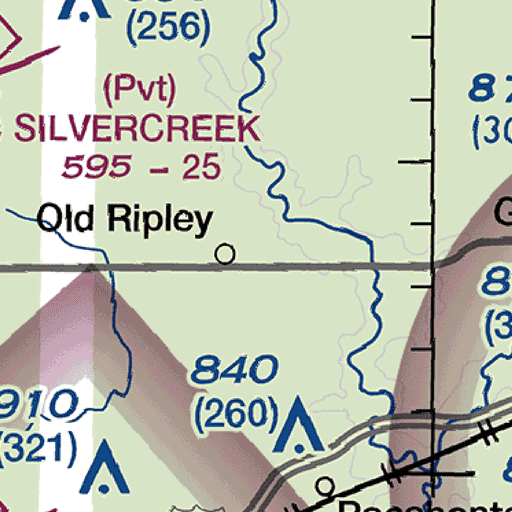 (256)
(Pvt)
SILVERCREEK
595 - 25
Old Ripley
840
(260)
910
(321)